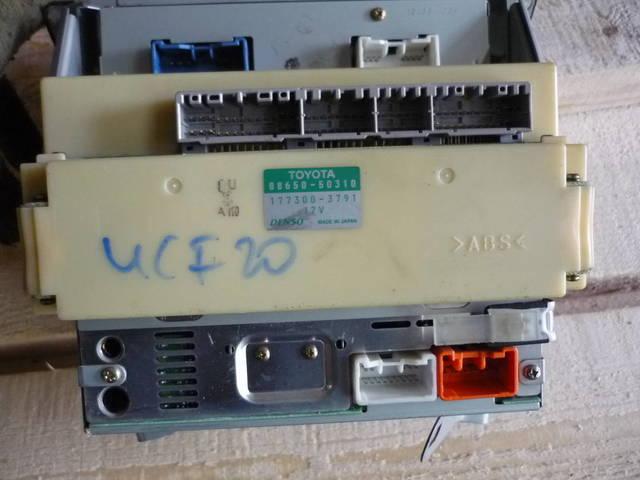 TOYOTA
88650-50310
177300-3791
12V
DENSO MADE IN JAPAN
UCF20
>ABS<